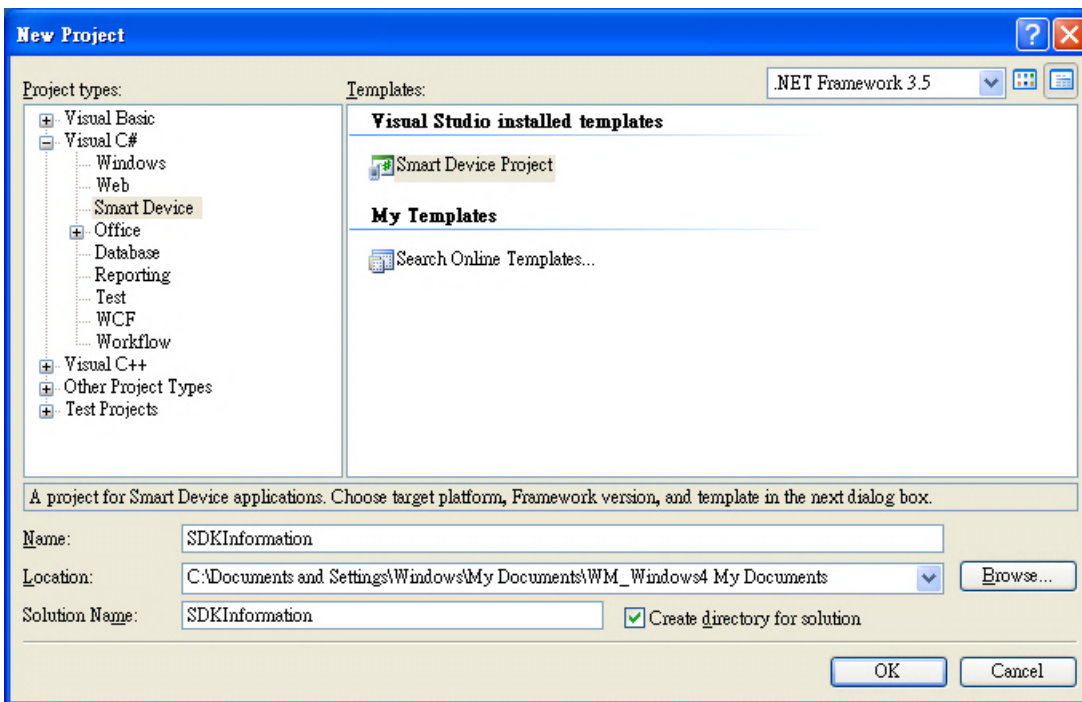 New Project
Project types:
Templates:
.NET Framework 3.5
Visual Basic
Visual C#
Windows
Web
Smart Device
Office
Database
Reporting
Test
WCF
Workflow
Visual C++
Other Project Types
Test Projects
Visual Studio installed templates
Smart Device Project
My Templates
Search Online Templates...
A project for Smart Device applications. Choose target platform, Framework version, and template in the next dialog box.
Name:
SDKInformation
Location:
C:\Documents and Settings\Windows\My Documents\WM_Windows4 My Documents
Browse...
Solution Name:
SDKInformation
Create directory for solution
OK
Cancel